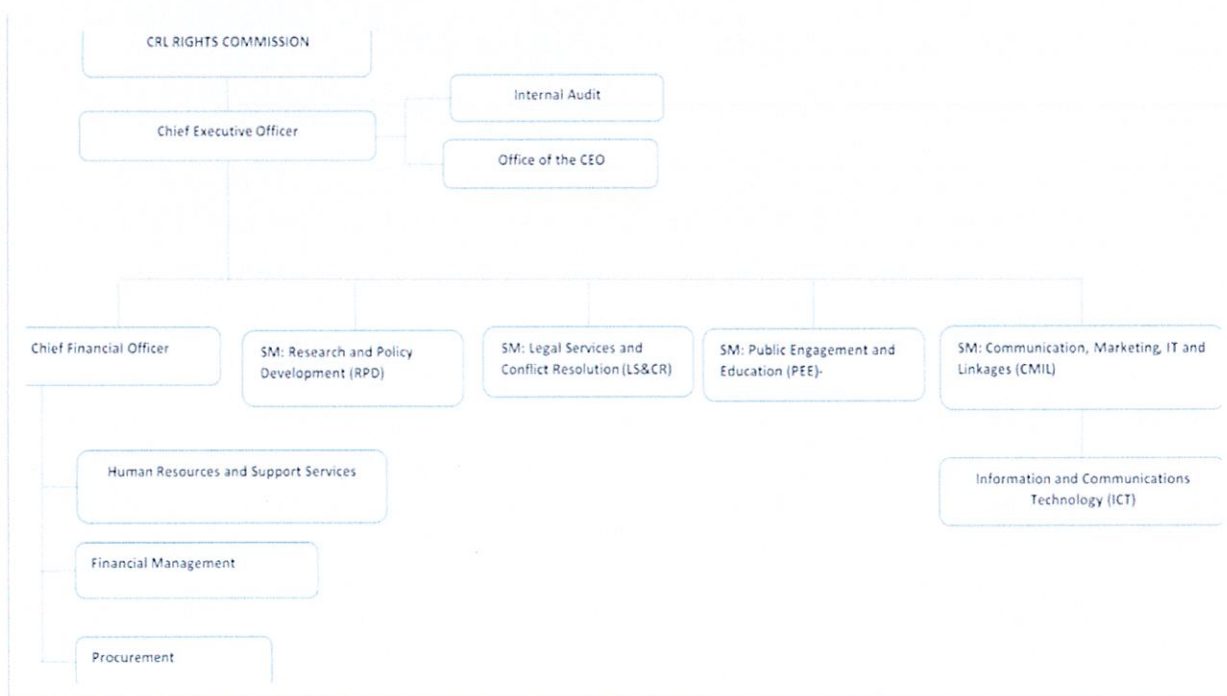 CRL RIGHTS COMMISSION
Internal Audit
Chief Executive Officer
Office of the CEO
Chief Financial Officer
SM: Research and Policy
Development (RPD)
SM: Legal Services and
Conflict Resolution (LS&CR)
SM: Public Engagement and
Education (PEE)-
SM: Communication, Marketing, IT and
Linkages (CMIL)
Human Resources and Support Services
Information and Communications
Technology (ICT)
Financial Management
Procurement